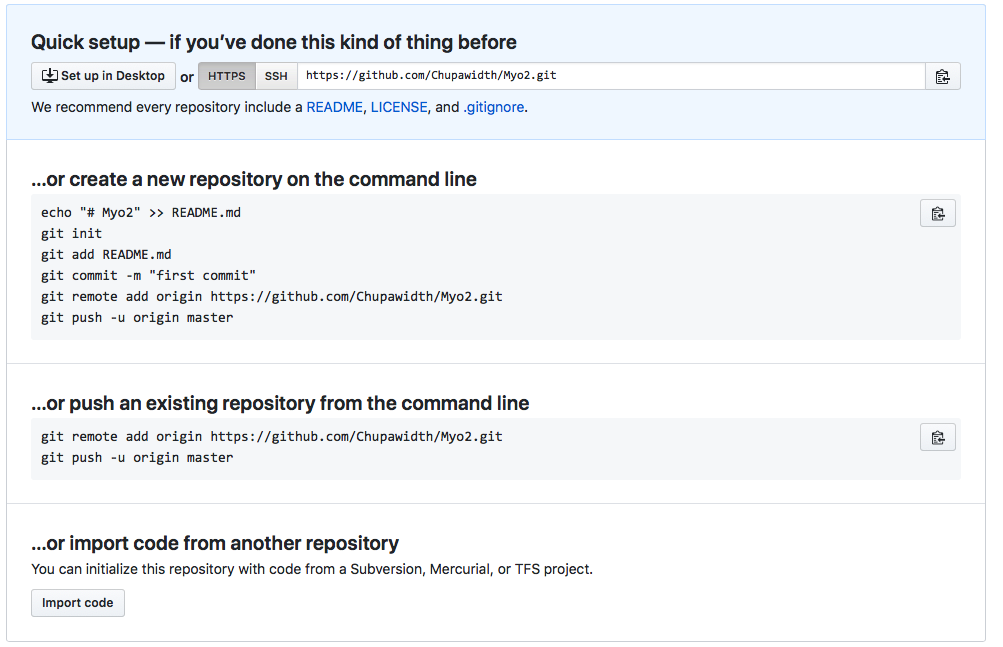 Quick setup — if you’ve done this kind of thing before
Set up in Desktop or HTTPS SSH https://github.com/Chupawidth/Myo2.git
We recommend every repository include a README, LICENSE, and .gitignore.
...or create a new repository on the command line
echo "# Myo2" >> README.md
git init
git add README.md
git commit -m "first commit"
git remote add origin https://github.com/Chupawidth/Myo2.git
git push -u origin master
...or push an existing repository from the command line
git remote add origin https://github.com/Chupawidth/Myo2.git
git push -u origin master
...or import code from another repository
You can initialize this repository with code from a Subversion, Mercurial, or TFS project.
Import code